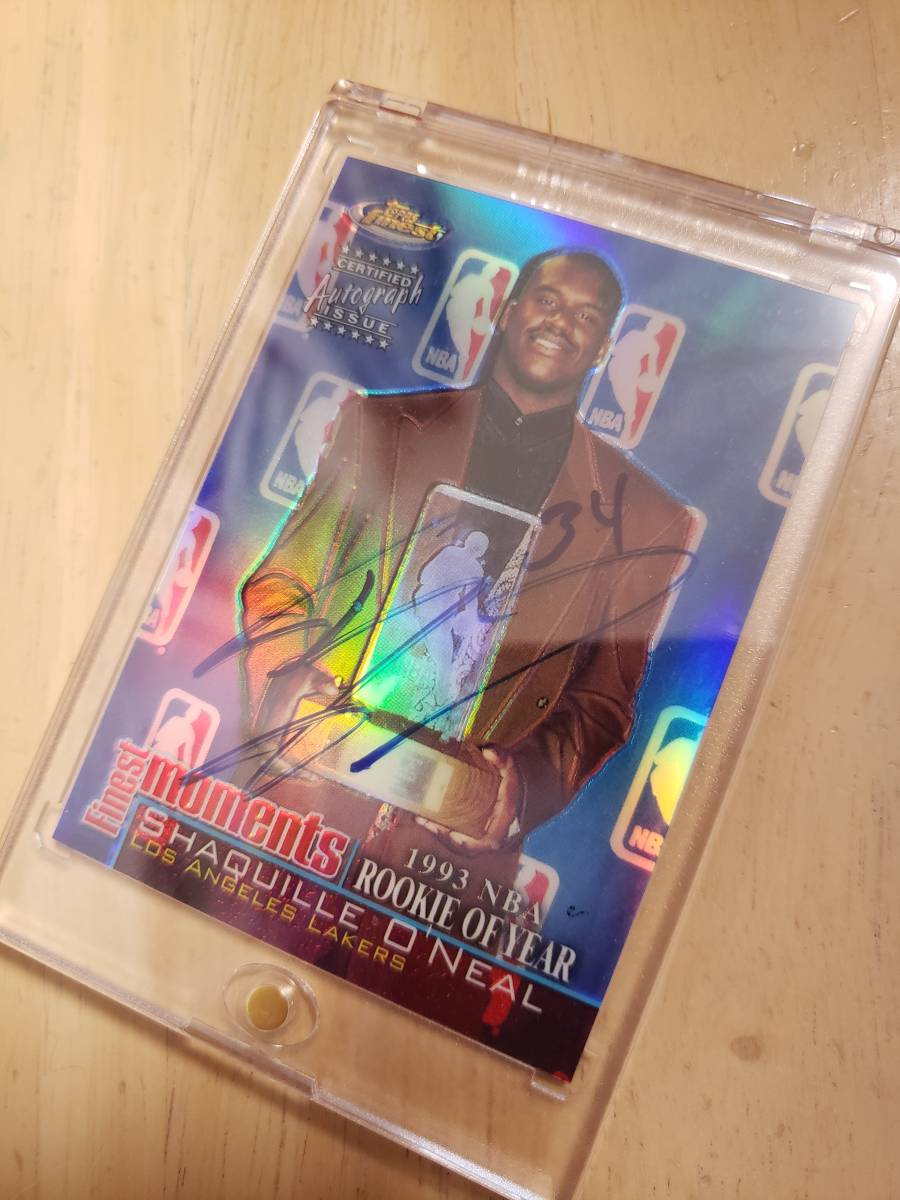 Topps
finest
CERTIFIED
Autograph
ISSUE
NBA
NBA
NBA
NBA
NBA
NBA
NBA
34
finest
moments
SHAQUILLE O'NEAL
LOS ANGELES LAKERS
1993 NBA
ROOKIE OF YEAR